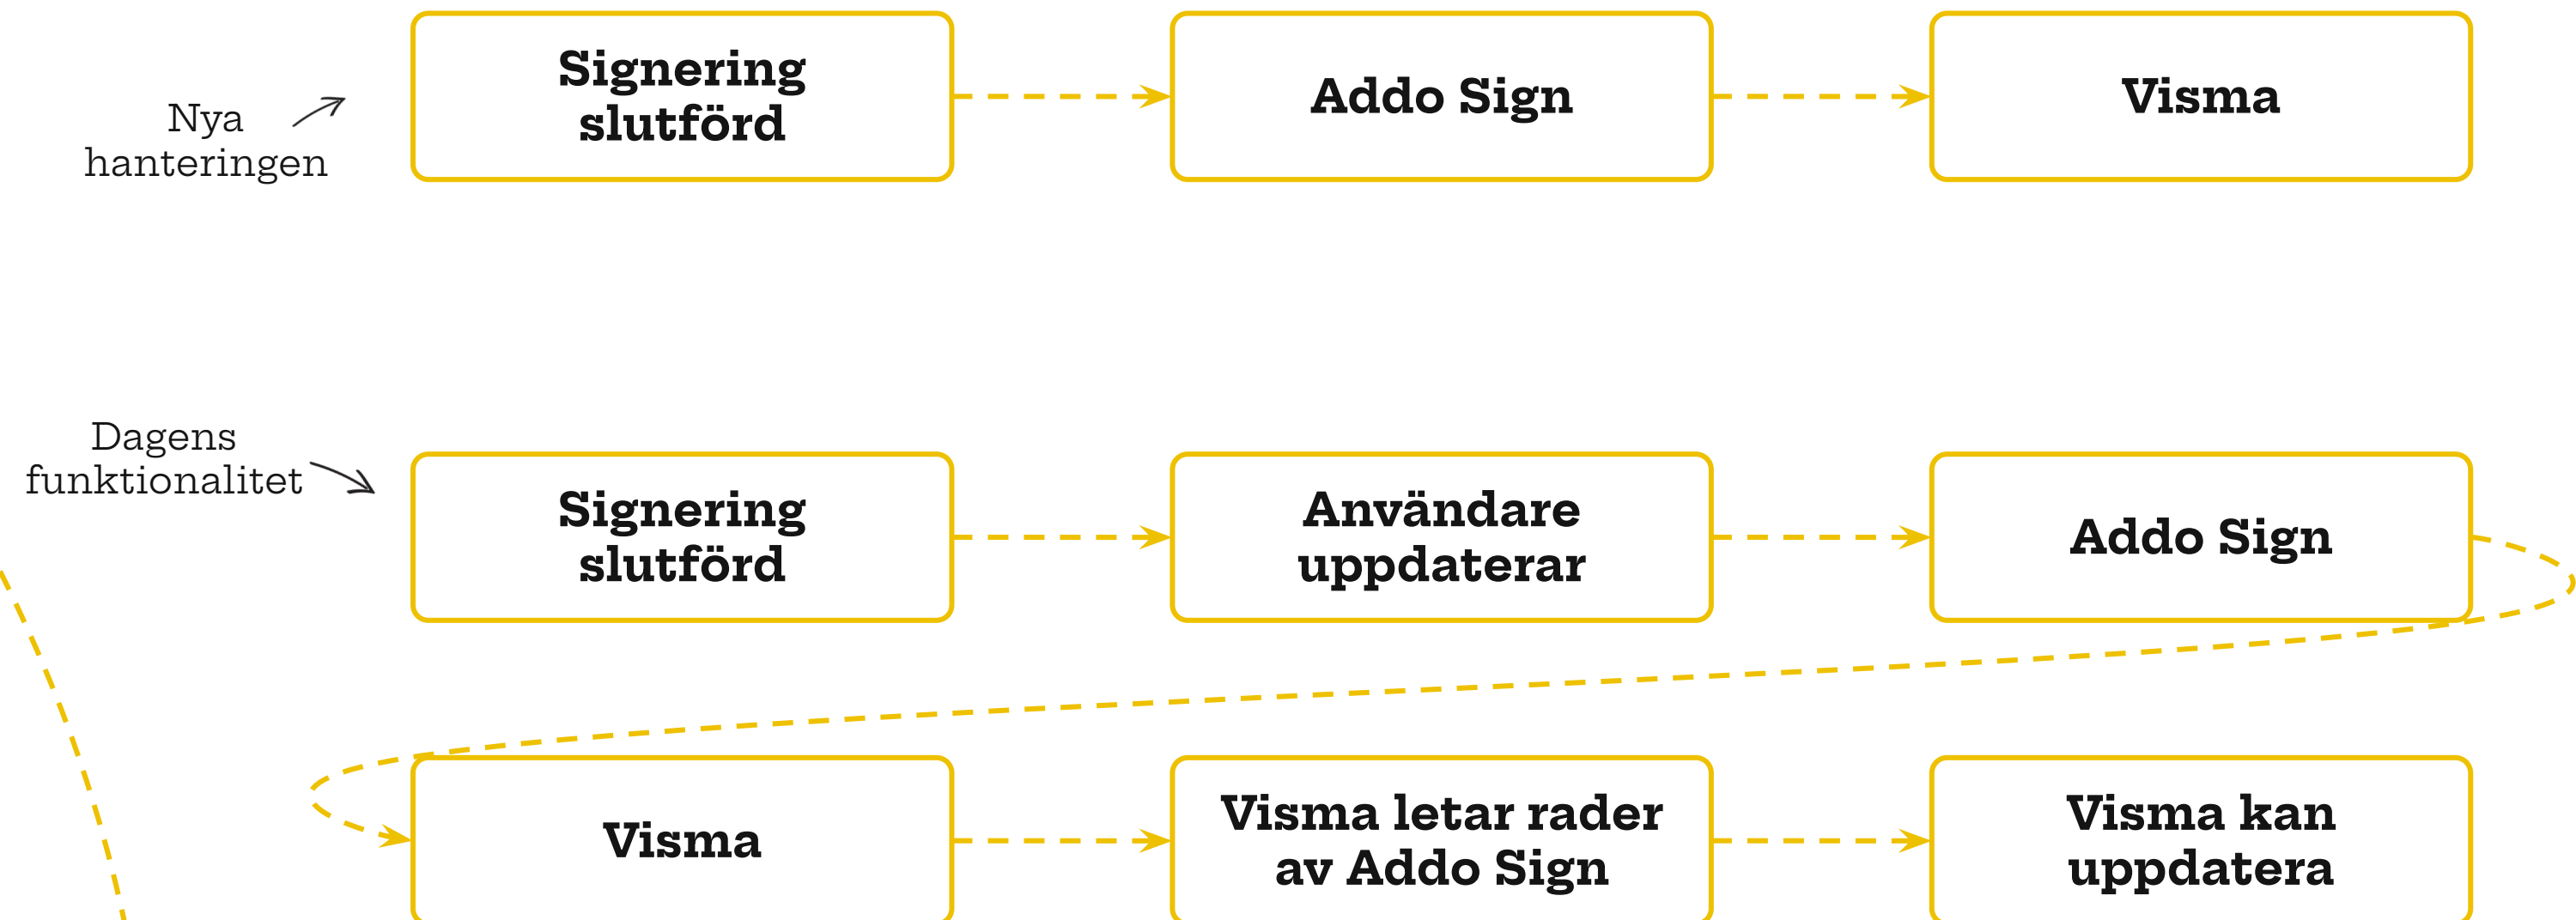 Nya
hanteringen
Signering
slutförd
Addo Sign
Visma
Dagens
funktionalitet
Signering
slutförd
Användare
uppdaterar
Addo Sign
Visma
Visma letar rader
av Addo Sign
Visma kan
uppdatera